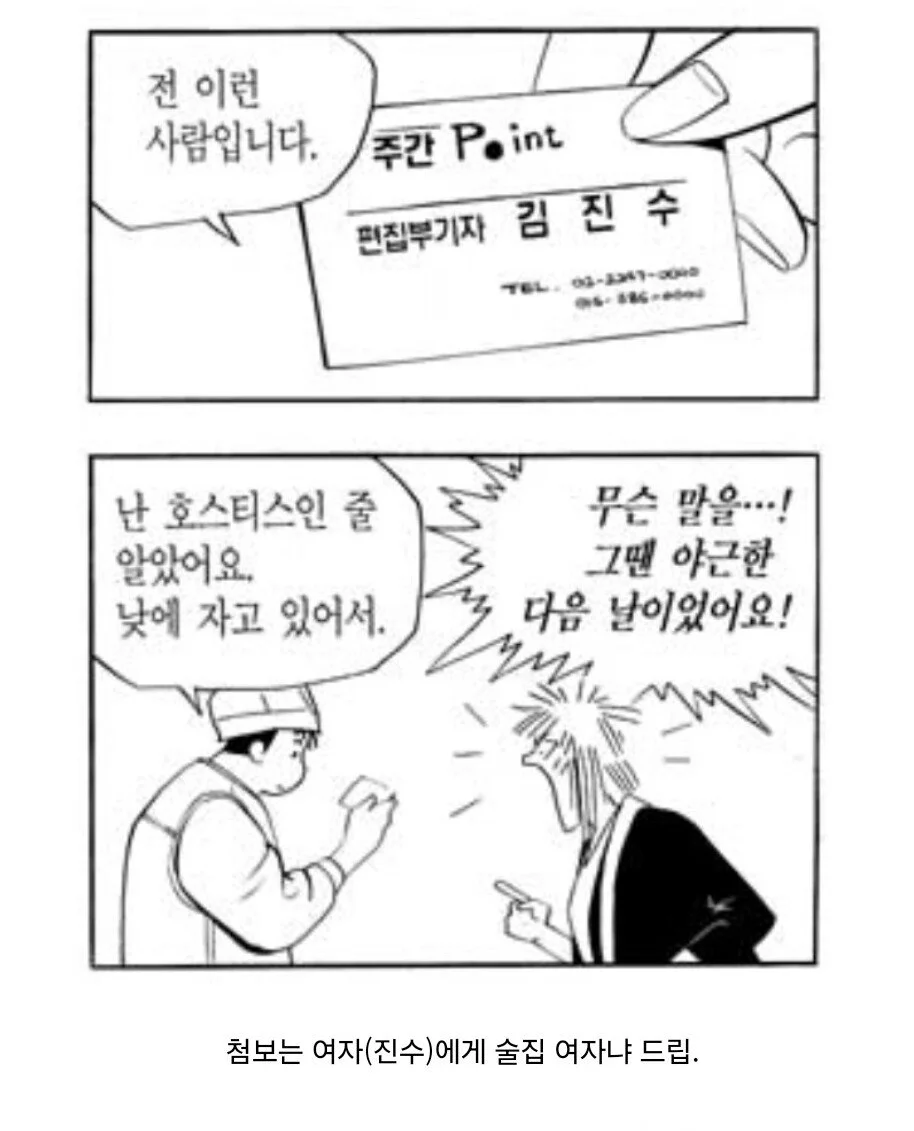 전 이런
사람입니다.
주간 Point
편집부기자 김 진 수
TEL.
난 호스티스인 줄
알았어요.
낮에 자고 있어서.
무슨 말을…!
그땐 야근한
다음 날이었어요!
첨보는 여자(진수)에게 술집 여자냐 드립.